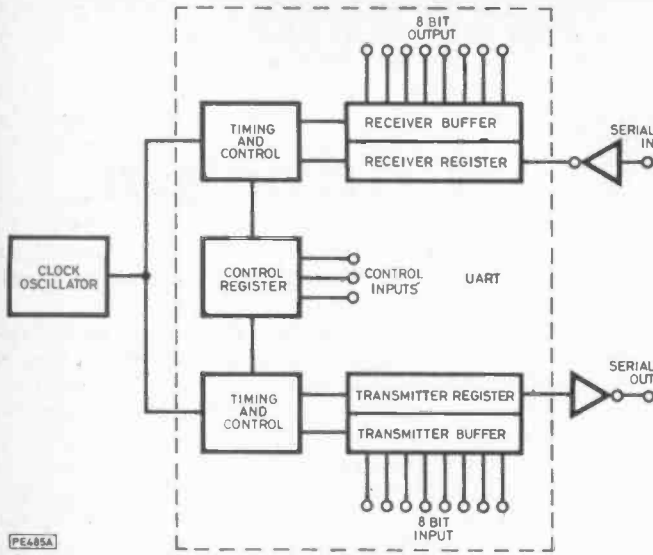 8 BIT
OUTPUT
TIMING
AND
CONTROL
RECEIVER BUFFER
RECEIVER REGISTER
SERIAL
IN
CLOCK
OSCILLATOR
CONTROL
REGISTER
CONTROL
INPUTS
UART
TIMING
AND
CONTROL
TRANSMITTER REGISTER
TRANSMITTER BUFFER
SERIAL
OUT
8 BIT
INPUT
PE485A